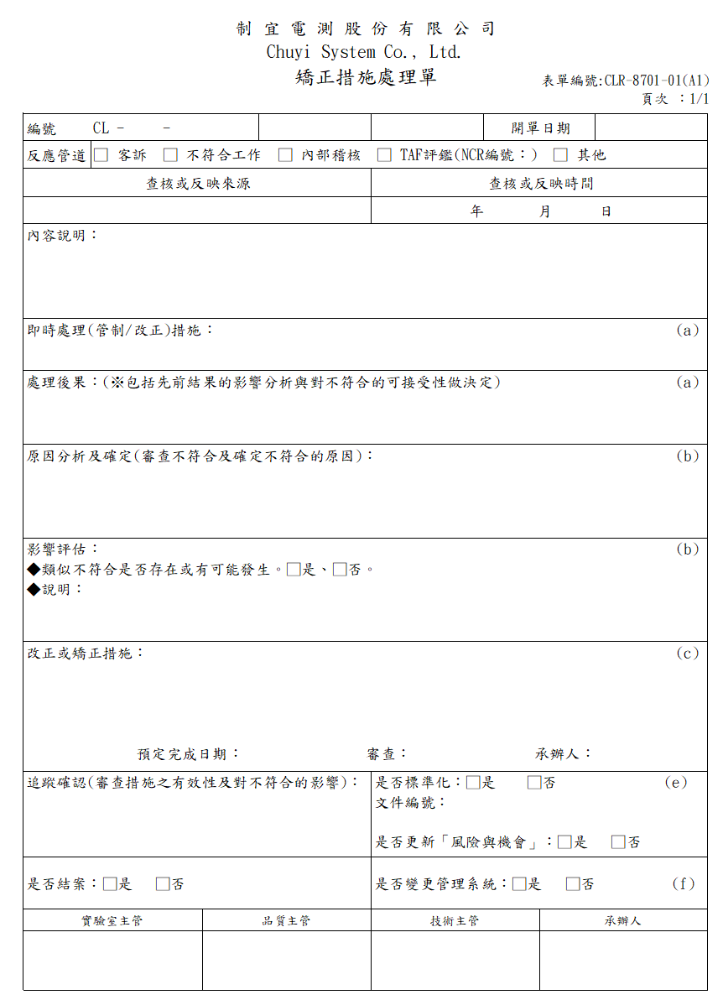 制宜電測股份有限公司
Chuyi System Co., Ltd.
矯正措施處理單
表單編號:CLR-8701-01(A1)
頁次 ：1/1
編號 CL - - 開單日期
反應管道 □ 客訴 □ 不符合工作 □ 內部稽核 □ TAF評鑑(NCR編號：) □ 其他
查核或反映來源 查核或反映時間
年 月 日
內容說明：
即時處理(管制/改正)措施： (a)
處理後果：(※包括先前結果的影響分析與對不符合的可接受性做決定) (a)
原因分析及確定(審查不符合及確定不符合的原因)： (b)
影響評估： (b)
◆類似不符合是否存在或有可能發生。□是、□否。
◆說明：
改正或矯正措施： (c)
預定完成日期： 審查： 承辦人：
追蹤確認(審查措施之有效性及對不符合的影響)： 是否標準化：□是 □否 (e)
文件編號：
是否更新「風險與機會」：□是 □否
是否結案：□是 □否 是否變更管理系統：□是 □否 (f)
實驗室主管 品質主管 技術主管 承辦人